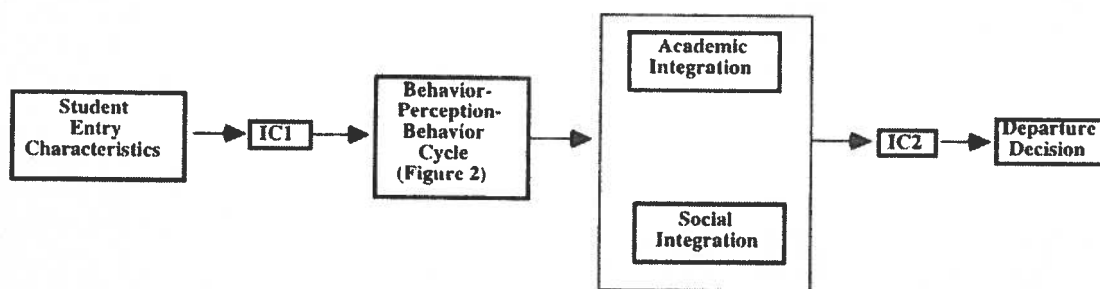 Student
Entry
Characteristics
IC1
Behavior-
Perception-
Behavior
Cycle
(Figure 2)
Academic
Integration
Social
Integration
IC2
Departure
Decision